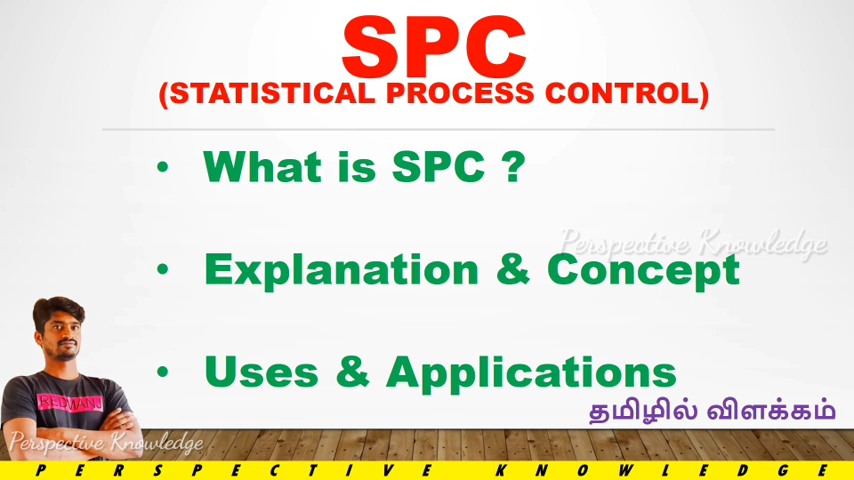 SPC
(STATISTICAL PROCESS CONTROL)
• What is SPC ?
Perspective Knowledge
• Explanation & Concept
• Uses & Applications
REDMANJ
தமிழில் விளக்கம்
Perspective Knowledge
PERSPECTIVE KNOWLEDGE